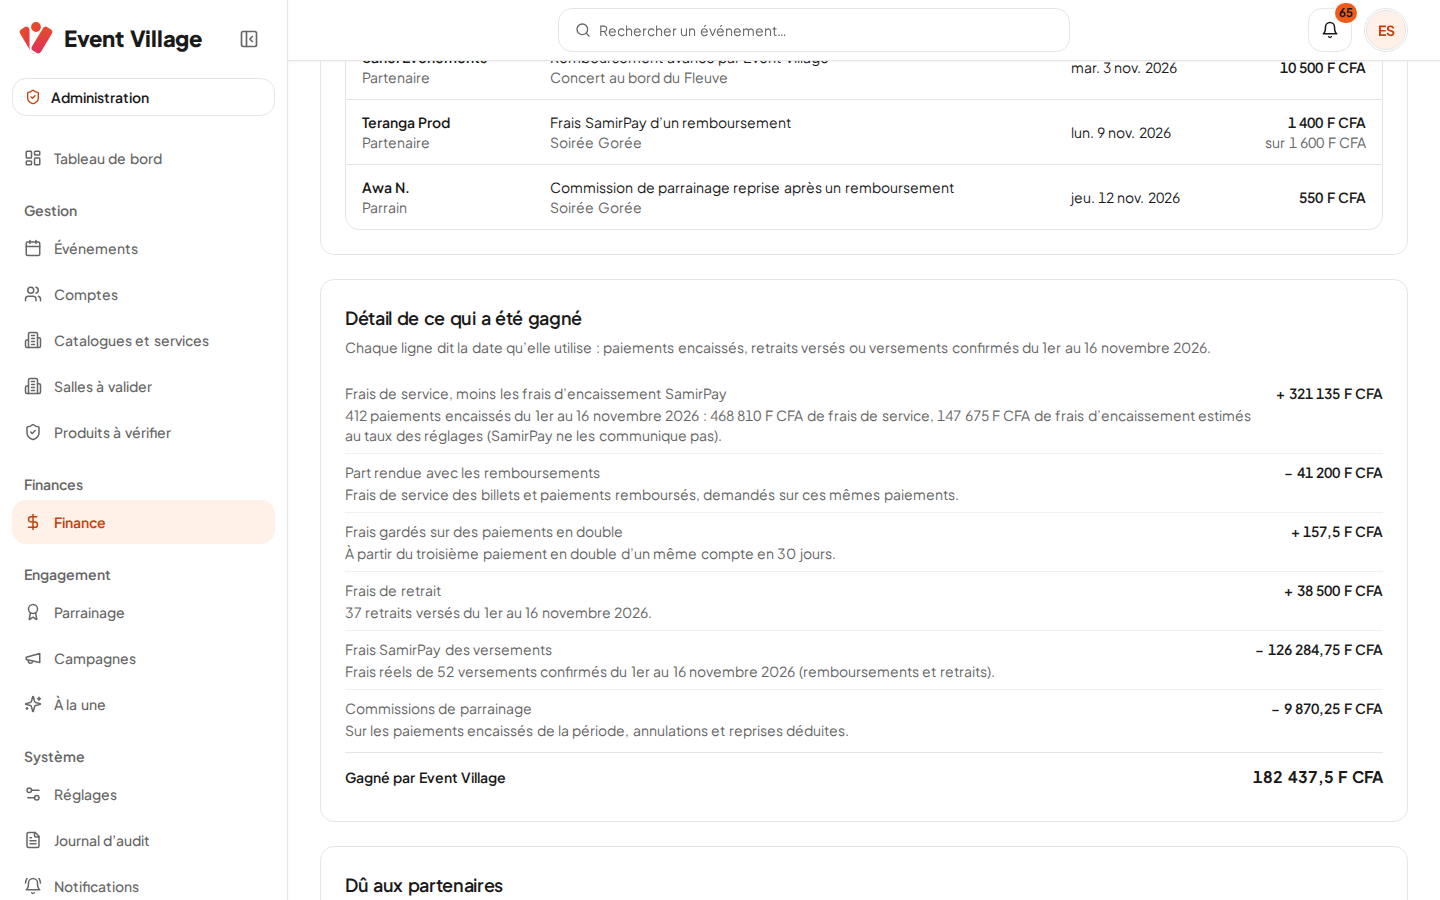 Event Village
Rechercher un événement…
65
ES
Administration
Tableau de bord
Gestion
Événements
Comptes
Catalogues et services
Salles à valider
Produits à vérifier
Finances
Finance
Engagement
Parrainage
Campagnes
À la une
Système
Réglages
Journal d’audit
Notifications
mar. 3 nov. 2026
10 500 F CFA
Partenaire
Concert au bord du Fleuve
Teranga Prod
Frais SamirPay d’un remboursement
1 400 F CFA
Partenaire
Soirée Gorée
lun. 9 nov. 2026
sur 1 600 F CFA
Awa N.
Commission de parrainage reprise après un remboursement
jeu. 12 nov. 2026
550 F CFA
Parrain
Soirée Gorée
Détail de ce qui a été gagné
Chaque ligne dit la date qu’elle utilise : paiements encaissés, retraits versés ou versements confirmés du 1er au 16 novembre 2026.
Frais de service, moins les frais d’encaissement SamirPay
+ 321 135 F CFA
412 paiements encaissés du 1er au 16 novembre 2026 : 468 810 F CFA de frais de service, 147 675 F CFA de frais d’encaissement estimés
au taux des réglages (SamirPay ne les communique pas).
Part rendue avec les remboursements
− 41 200 F CFA
Frais de service des billets et paiements remboursés, demandés sur ces mêmes paiements.
Frais gardés sur des paiements en double
+ 157,5 F CFA
À partir du troisième paiement en double d’un même compte en 30 jours.
Frais de retrait
+ 38 500 F CFA
37 retraits versés du 1er au 16 novembre 2026.
Frais SamirPay des versements
− 126 284,75 F CFA
Frais réels de 52 versements confirmés du 1er au 16 novembre 2026 (remboursements et retraits).
Commissions de parrainage
− 9 870,25 F CFA
Sur les paiements encaissés de la période, annulations et reprises déduites.
Gagné par Event Village
182 437,5 F CFA
Dû aux partenaires